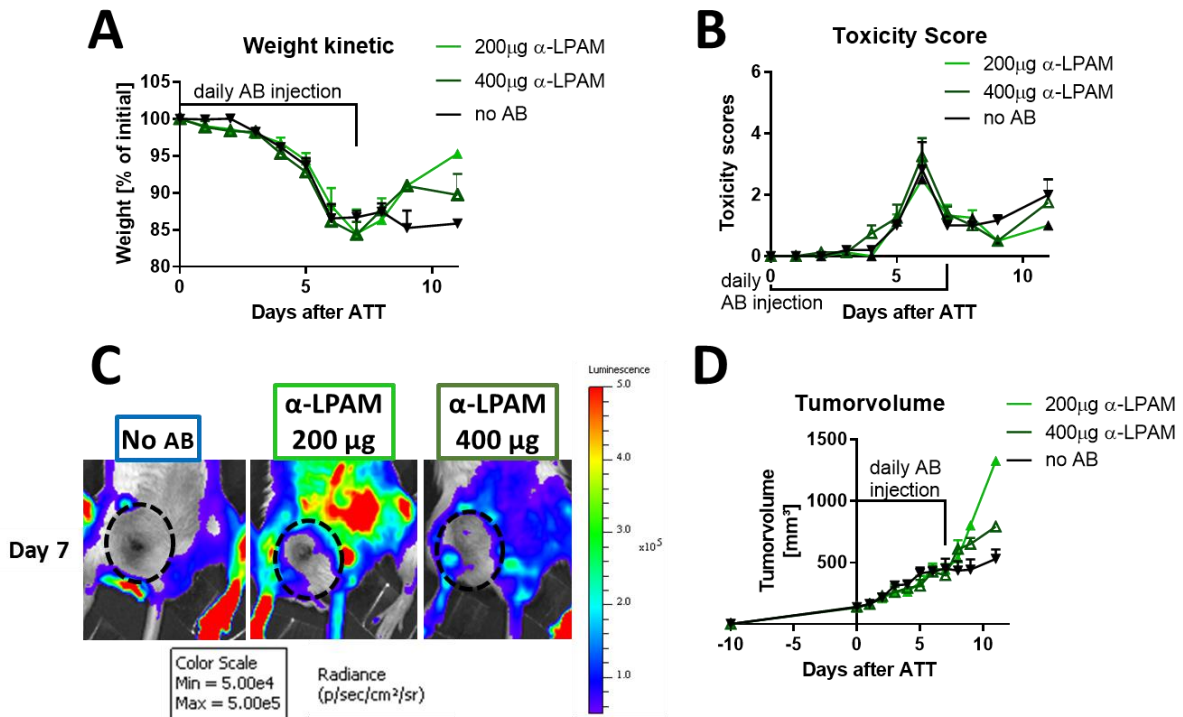 A
Weight kinetic
200µg α-LPAM
400µg α-LPAM
no AB
daily AB injection
Weight [% of initial]
105
100
95
90
85
80
0
5
10
Days after ATT
B
Toxicity Score
200µg α-LPAM
400µg α-LPAM
no AB
Toxicity scores
6
4
2
0
0
5
10
daily
AB injection
Days after ATT
C
No AB
α-LPAM
200 µg
α-LPAM
400 µg
Day 7
Luminescence
5.0
4.0
3.0
x10⁵
2.0
1.0
Color Scale
Min = 5.00e4
Max = 5.00e5
Radiance
(p/sec/cm²/sr)
D
Tumorvolume
200µg α-LPAM
400µg α-LPAM
no AB
daily AB
injection
Tumorvolume
[mm³]
1500
1000
500
-10
-5
0
5
10
Days after ATT